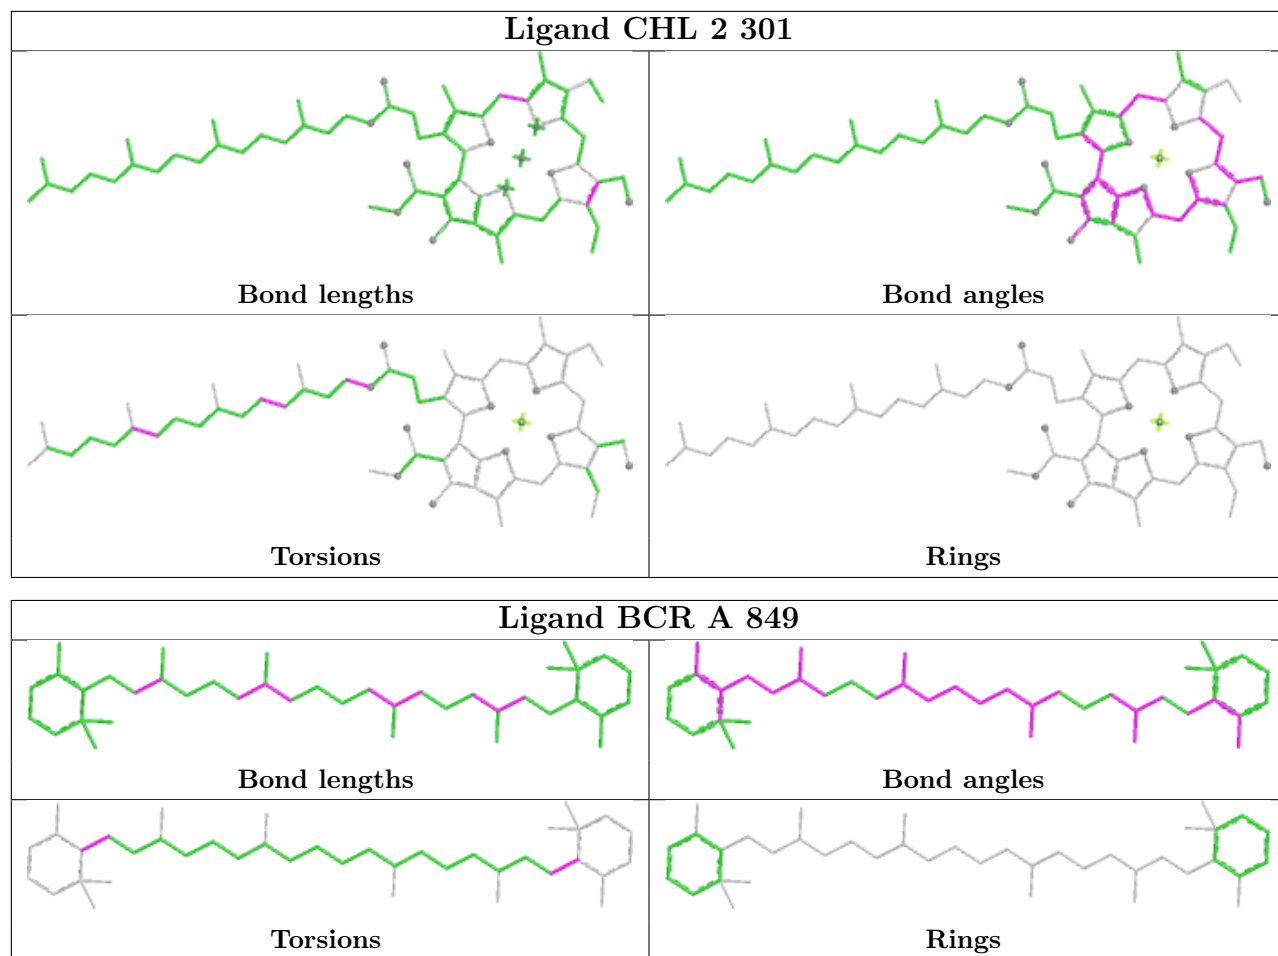 Ligand CHL 2 301
Bond lengths
Bond angles
Torsions
Rings
Ligand BCR A 849
Bond lengths
Bond angles
Torsions
Rings